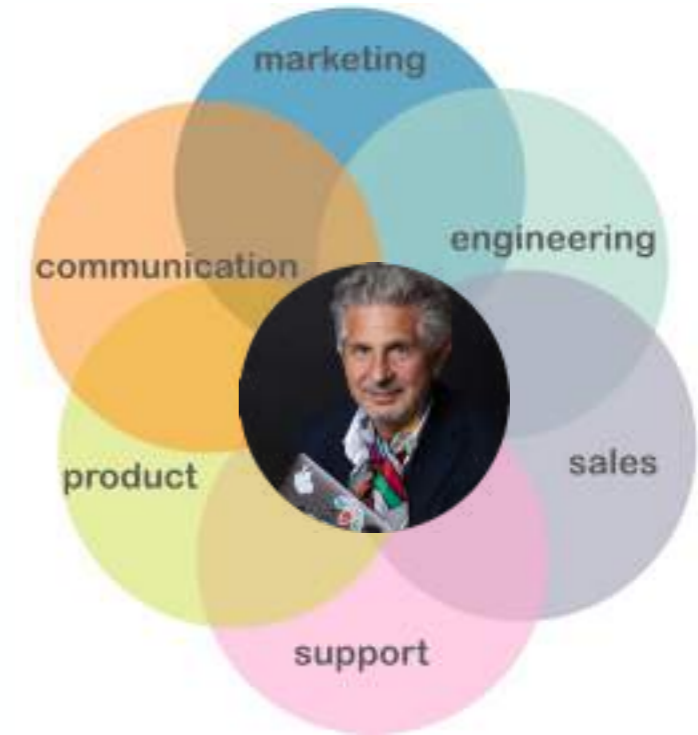 marketing
engineering
communication
sales
product
support